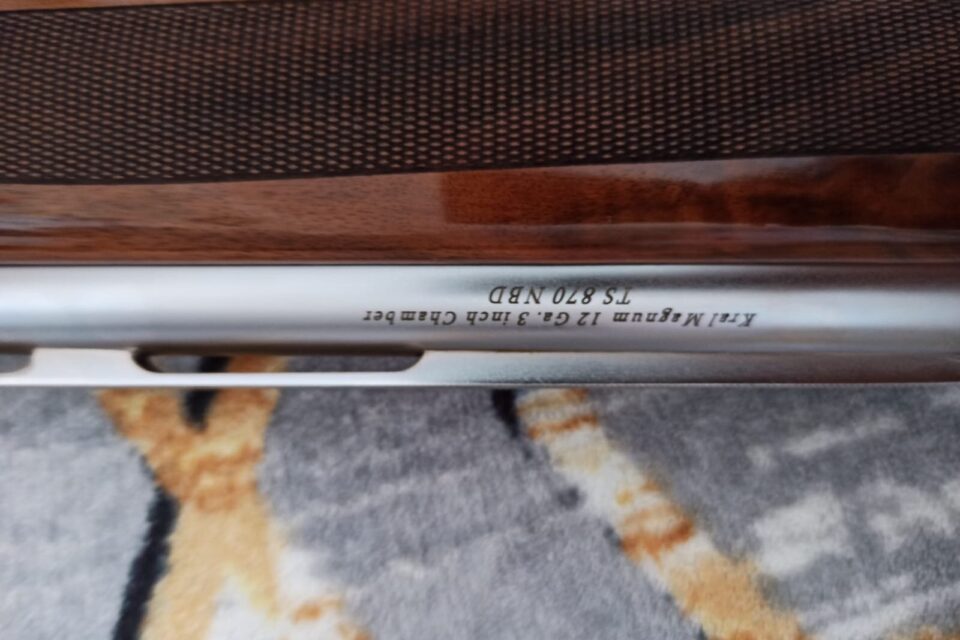 Kral Magnum 12 Ga. 3 inch Chamber
TS 870 NBD